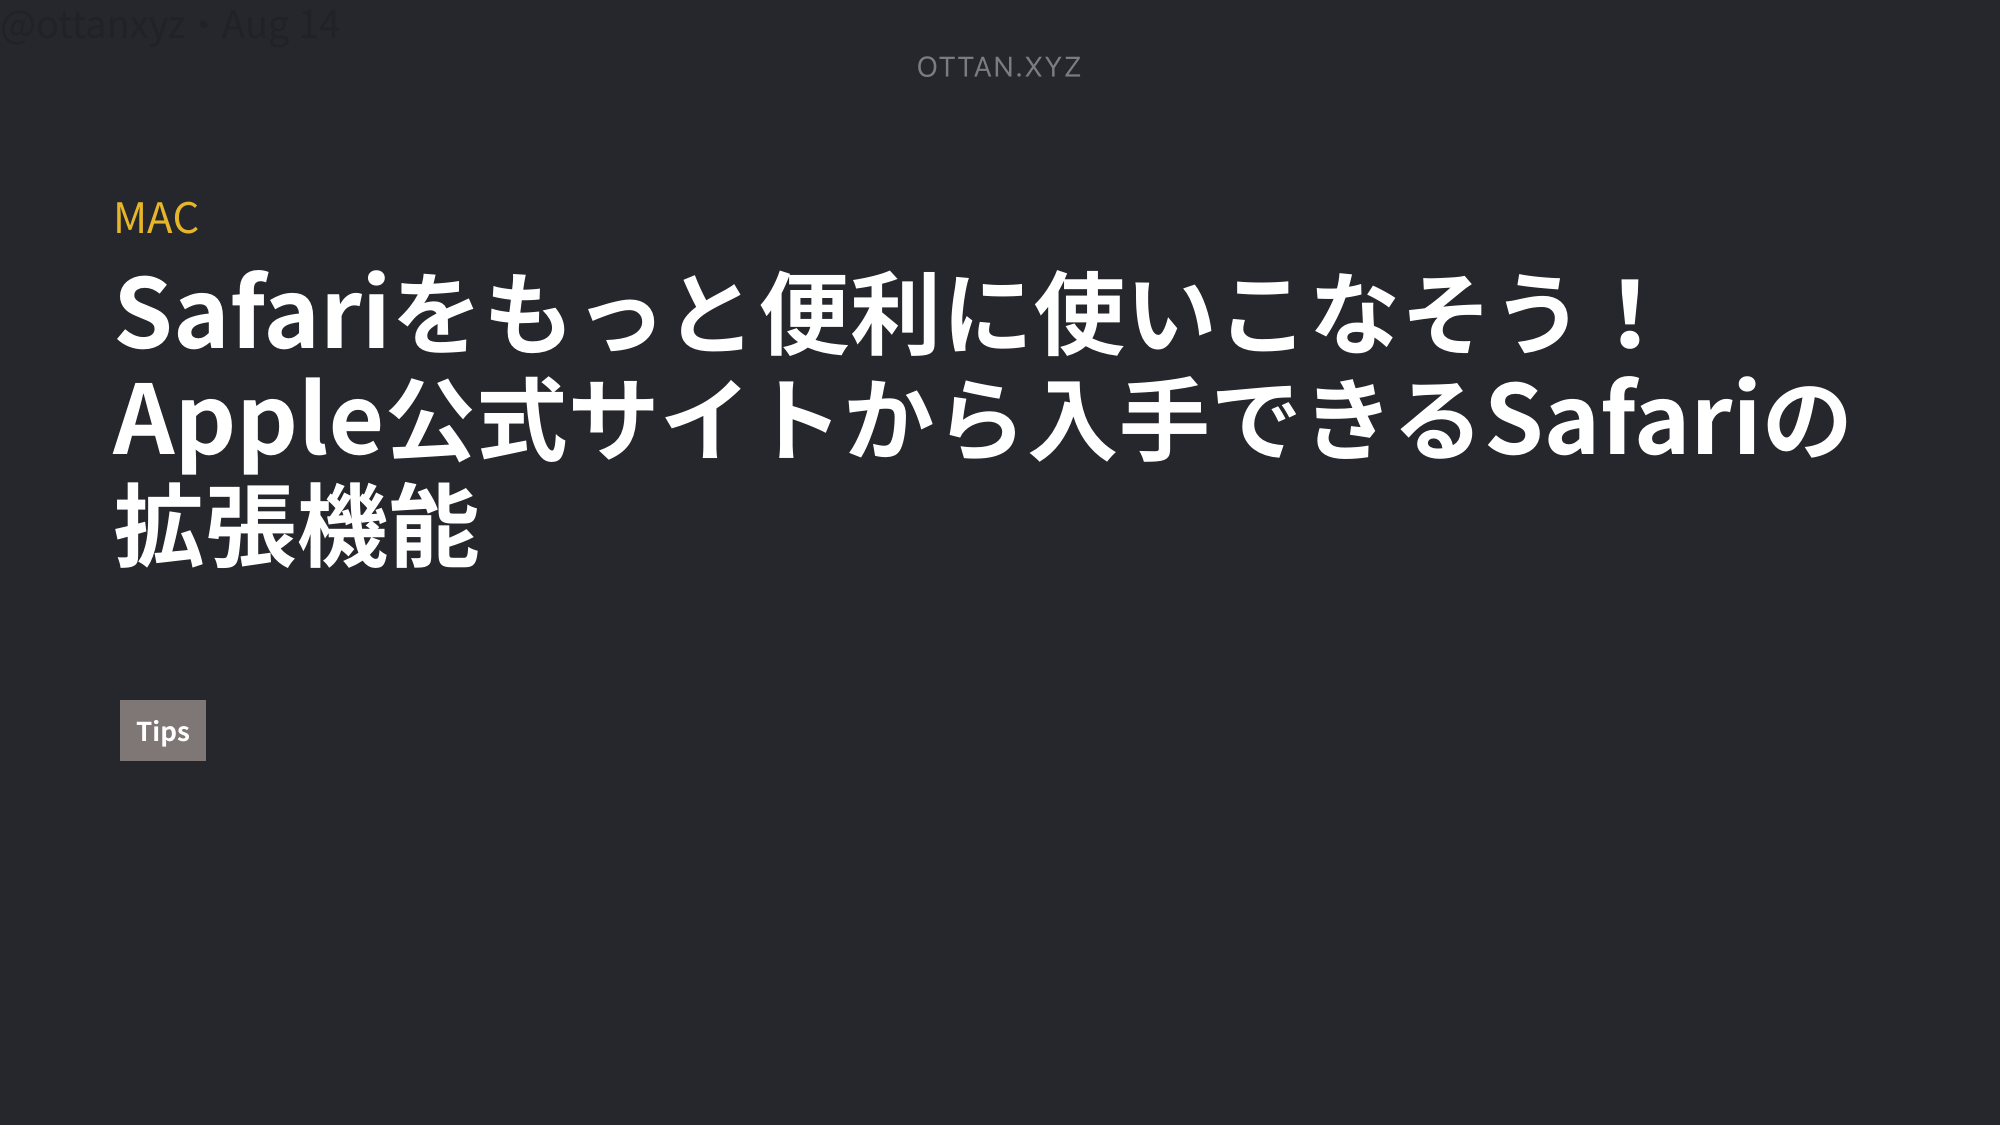 @ottanxyz・Aug 14
OTTAN.XYZ
MAC
Safariをもっと便利に使いこなそう！
Apple公式サイトから入手できるSafariの
拡張機能
Tips